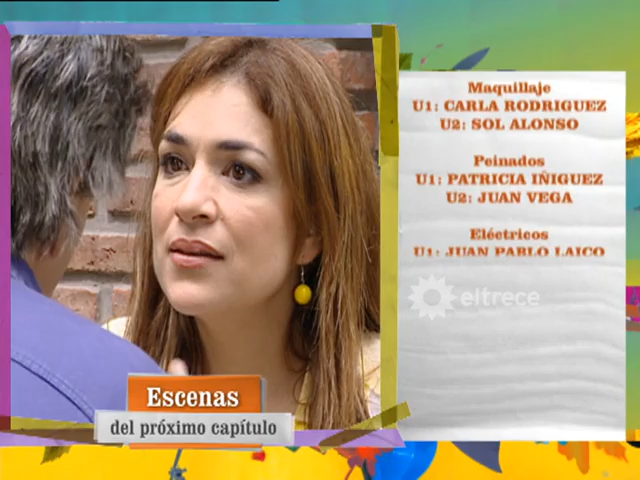 Maquillaje
U1: CARLA RODRIGUEZ
U2: SOL ALONSO
Peinados
U1: PATRICIA IÑIGUEZ
U2: JUAN VEGA
Eléctricos
U1: JUAN PABLO LAICO
eltrece
Escenas
del próximo capítulo